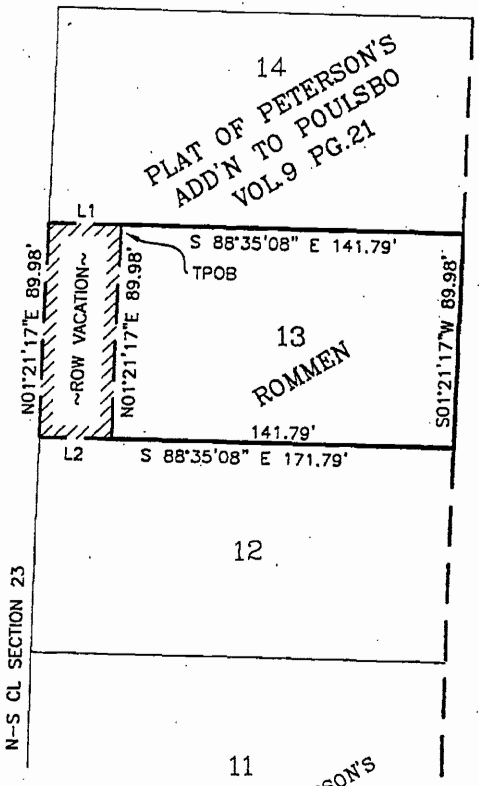 14
PLAT OF PETERSON'S
ADD'N TO POULSBO
VOL.9 PG.21
L1
S 88°35'08" E 141.79'
TPOB
N01°21'17"E 89.98'
~ROW VACATION~
N01°21'17"E 89.98'
13
ROMMEN
S01°21'17"W 89.98'
141.79'
L2
S 88°35'08" E 171.79'
12
N-S CL SECTION 23
11
SON'S